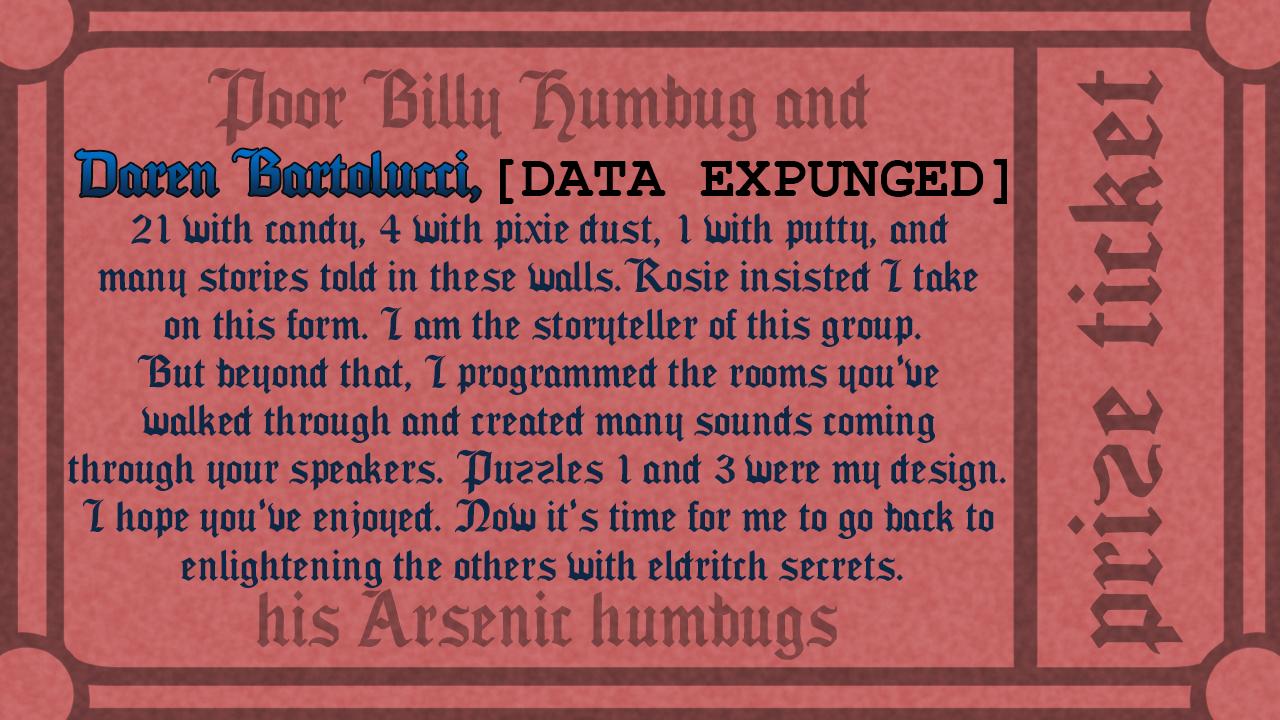 Poor Billy Humbug and
Daren Bartolucci, [DATA EXPUNGED]
21 with candy, 4 with pixie dust, 1 with putty, and
many stories told in these walls. Rosie insisted I take
on this form. I am the storyteller of this group.
But beyond that, I programmed the rooms you've
walked through and created many sounds coming
through your speakers. Puzzles 1 and 3 were my design.
I hope you've enjoyed. Now it's time for me to go back to
enlightening the others with eldritch secrets.
his Arsenic humbugs
prize ticket